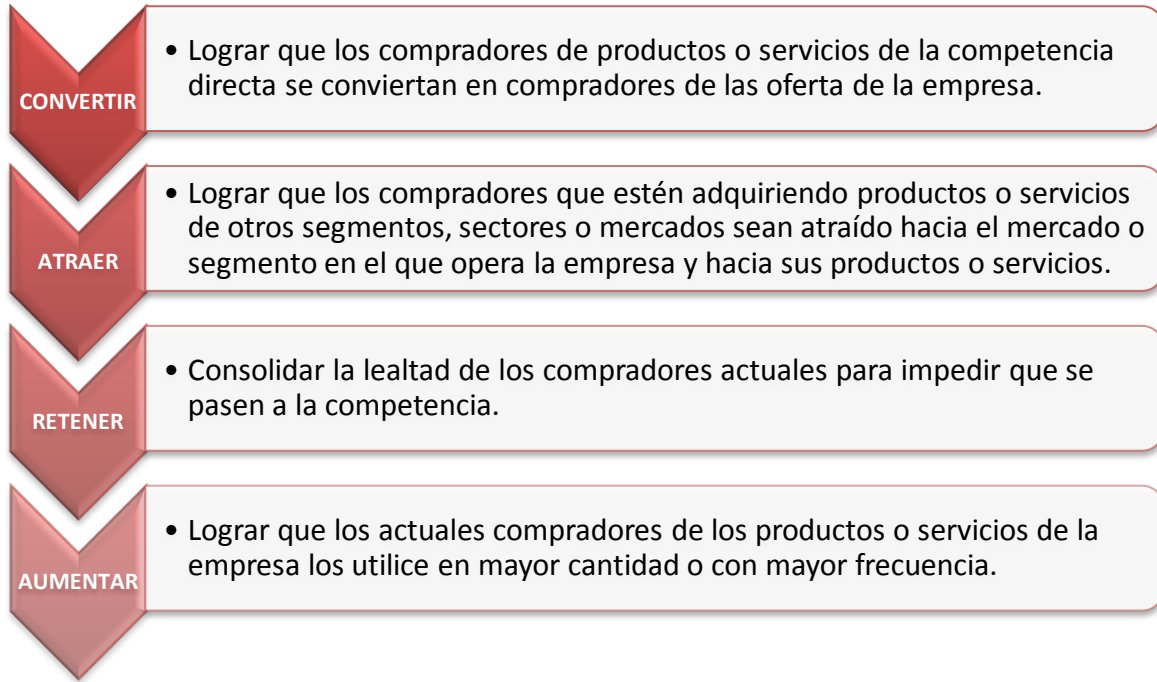 CONVERTIR
• Lograr que los compradores de productos o servicios de la competencia
directa se conviertan en compradores de las oferta de la empresa.
ATRAER
• Lograr que los compradores que estén adquiriendo productos o servicios
de otros segmentos, sectores o mercados sean atraído hacia el mercado o
segmento en el que opera la empresa y hacia sus productos o servicios.
RETENER
• Consolidar la lealtad de los compradores actuales para impedir que se
pasen a la competencia.
AUMENTAR
• Lograr que los actuales compradores de los productos o servicios de la
empresa los utilice en mayor cantidad o con mayor frecuencia.